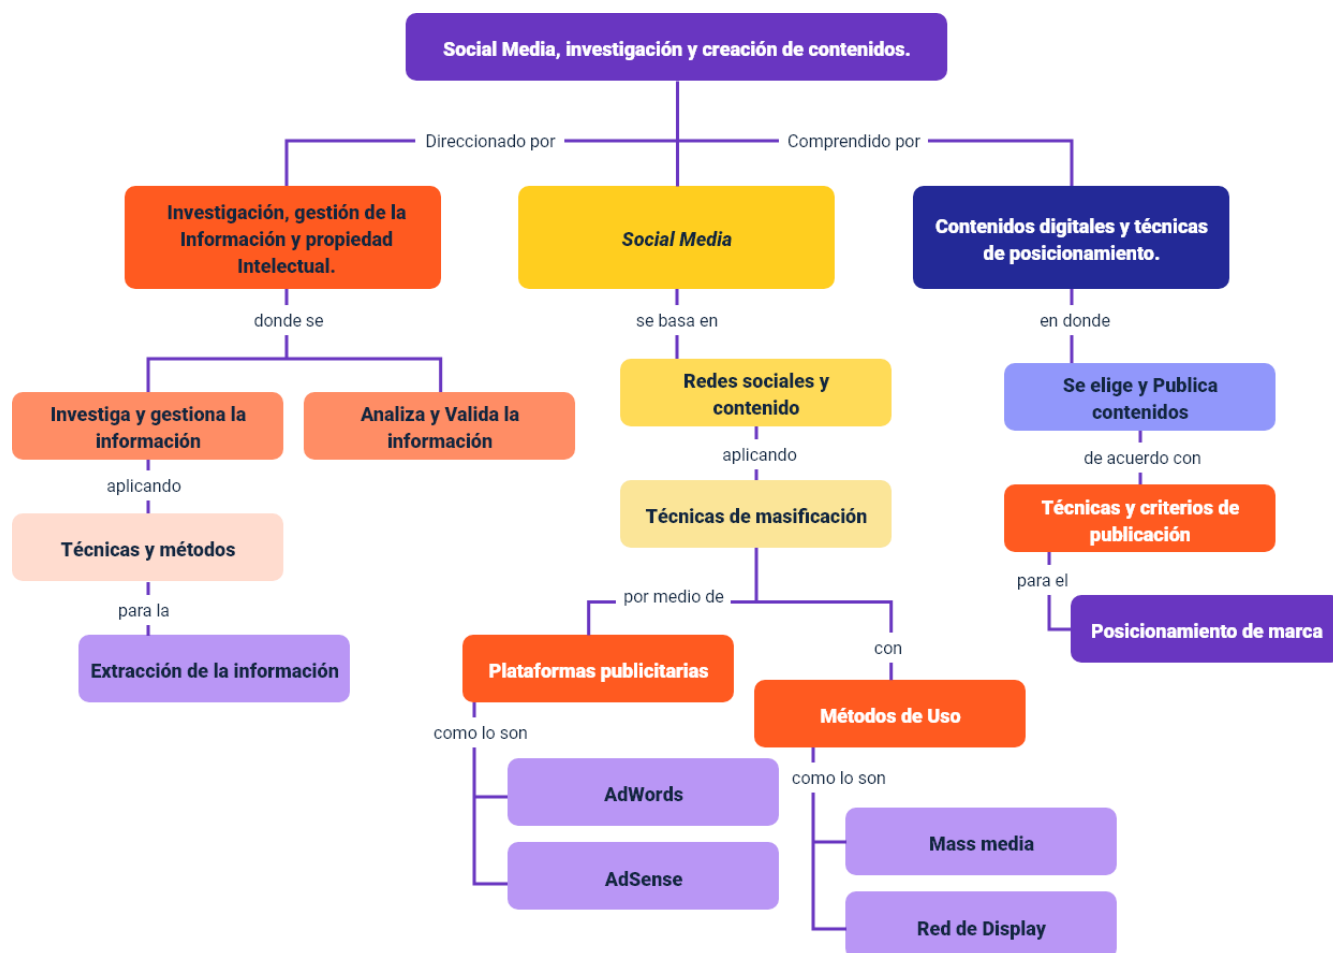 Social Media, investigación y creación de contenidos.
Direccionado por
Comprendido por
Investigación, gestión de la
Información y propiedad
Intelectual.
Social Media
Contenidos digitales y técnicas
de posicionamiento.
donde se
se basa en
en donde
Investiga y gestiona la
información
Analiza y Valida la
información
Redes sociales y
contenido
Se elige y Publica
contenidos
aplicando
aplicando
de acuerdo con
Técnicas y métodos
Técnicas de masificación
Técnicas y criterios de
publicación
para la
por medio de
para el
Extracción de la información
Plataformas publicitarias
con
Posicionamiento de marca
Métodos de Uso
como lo son
como lo son
AdWords
AdSense
Mass media
Red de Display